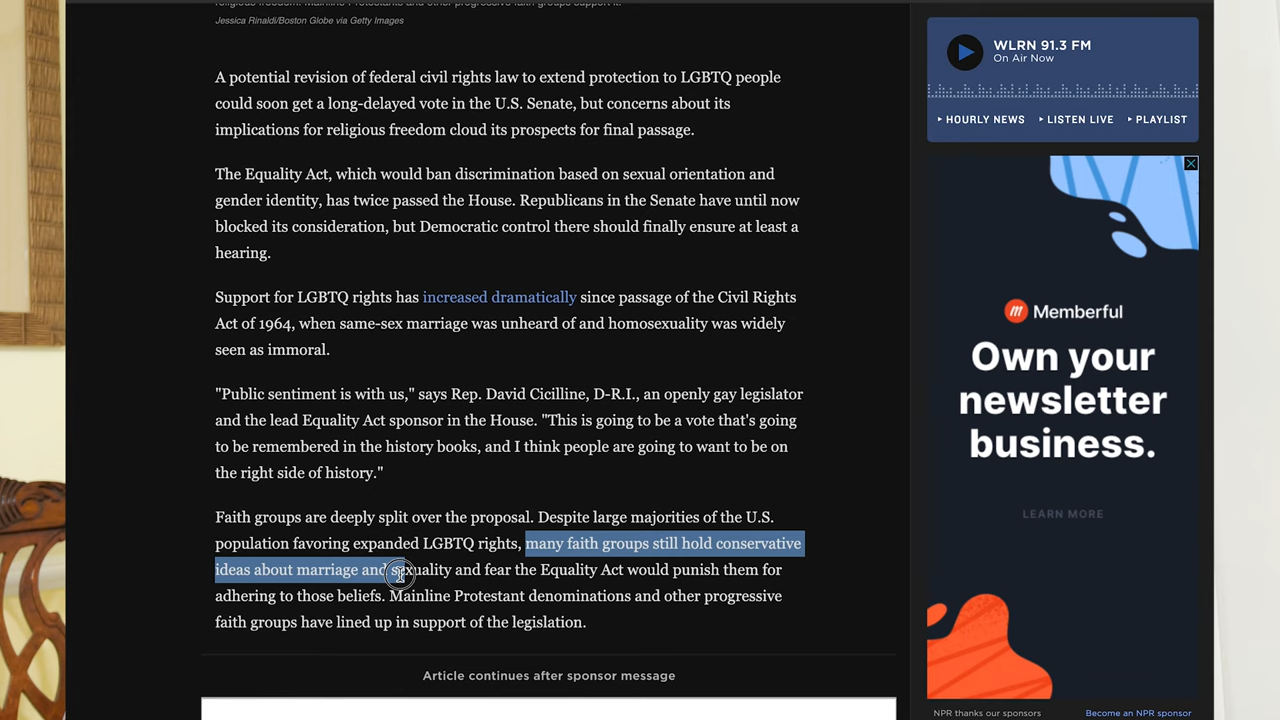 religious freedom. Mainline Protestants and other progressive faith groups support it.
Jessica Rinaldi/Boston Globe via Getty Images
A potential revision of federal civil rights law to extend protection to LGBTQ people
could soon get a long-delayed vote in the U.S. Senate, but concerns about its
implications for religious freedom cloud its prospects for final passage.
The Equality Act, which would ban discrimination based on sexual orientation and
gender identity, has twice passed the House. Republicans in the Senate have until now
blocked its consideration, but Democratic control there should finally ensure at least a
hearing.
Support for LGBTQ rights has increased dramatically since passage of the Civil Rights
Act of 1964, when same-sex marriage was unheard of and homosexuality was widely
seen as immoral.
"Public sentiment is with us," says Rep. David Cicilline, D-R.I., an openly gay legislator
and the lead Equality Act sponsor in the House. "This is going to be a vote that's going
to be remembered in the history books, and I think people are going to want to be on
the right side of history."
Faith groups are deeply split over the proposal. Despite large majorities of the U.S.
population favoring expanded LGBTQ rights, many faith groups still hold conservative
ideas about marriage and sexuality and fear the Equality Act would punish them for
adhering to those beliefs. Mainline Protestant denominations and other progressive
faith groups have lined up in support of the legislation.
Article continues after sponsor message
WLRN 91.3 FM
On Air Now
HOURLY NEWS
LISTEN LIVE
PLAYLIST
Memberful
Own your
newsletter
business.
LEARN MORE
NPR thanks our sponsors
Become an NPR sponsor